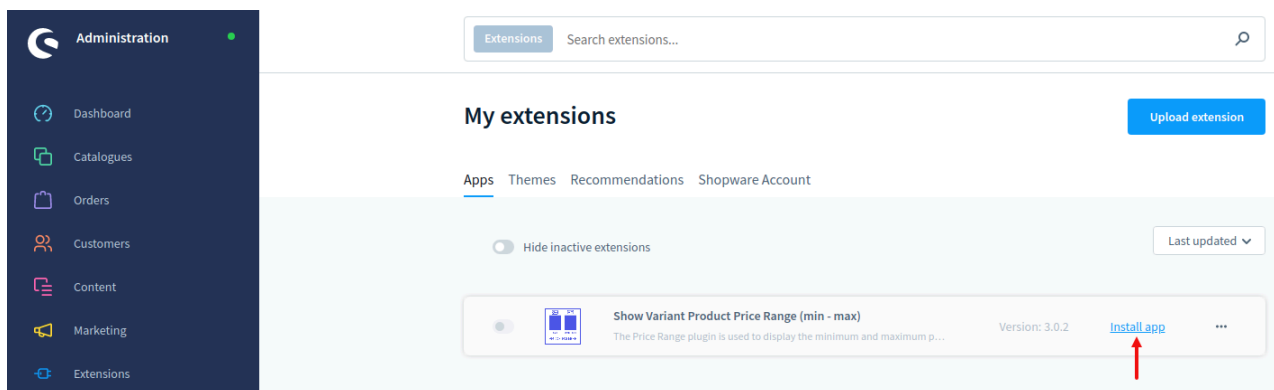 Administration
Dashboard
Catalogues
Orders
Customers
Content
Marketing
Extensions
Extensions Search extensions...
My extensions
Upload extension
Apps Themes Recommendations Shopware Account
Hide inactive extensions
Last updated
Show Variant Product Price Range (min - max)
The Price Range plugin is used to display the minimum and maximum p...
Version: 3.0.2
Install app